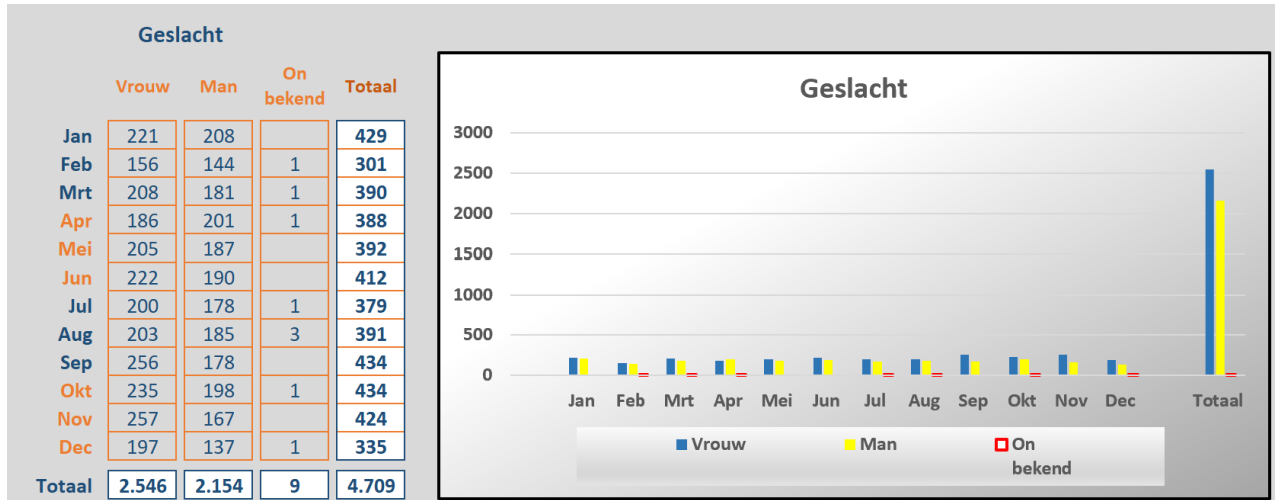 Geslacht
Vrouw Man On bekend Totaal
Jan 221 208 429
Feb 156 144 1 301
Mrt 208 181 1 390
Apr 186 201 1 388
Mei 205 187 392
Jun 222 190 412
Jul 200 178 1 379
Aug 203 185 3 391
Sep 256 178 434
Okt 235 198 1 434
Nov 257 167 424
Dec 197 137 1 335
Totaal 2.546 2.154 9 4.709
Geslacht
3000
2500
2000
1500
1000
500
0
Jan Feb Mrt Apr Mei Jun Jul Aug Sep Okt Nov Dec Totaal
Vrouw Man On
bekend